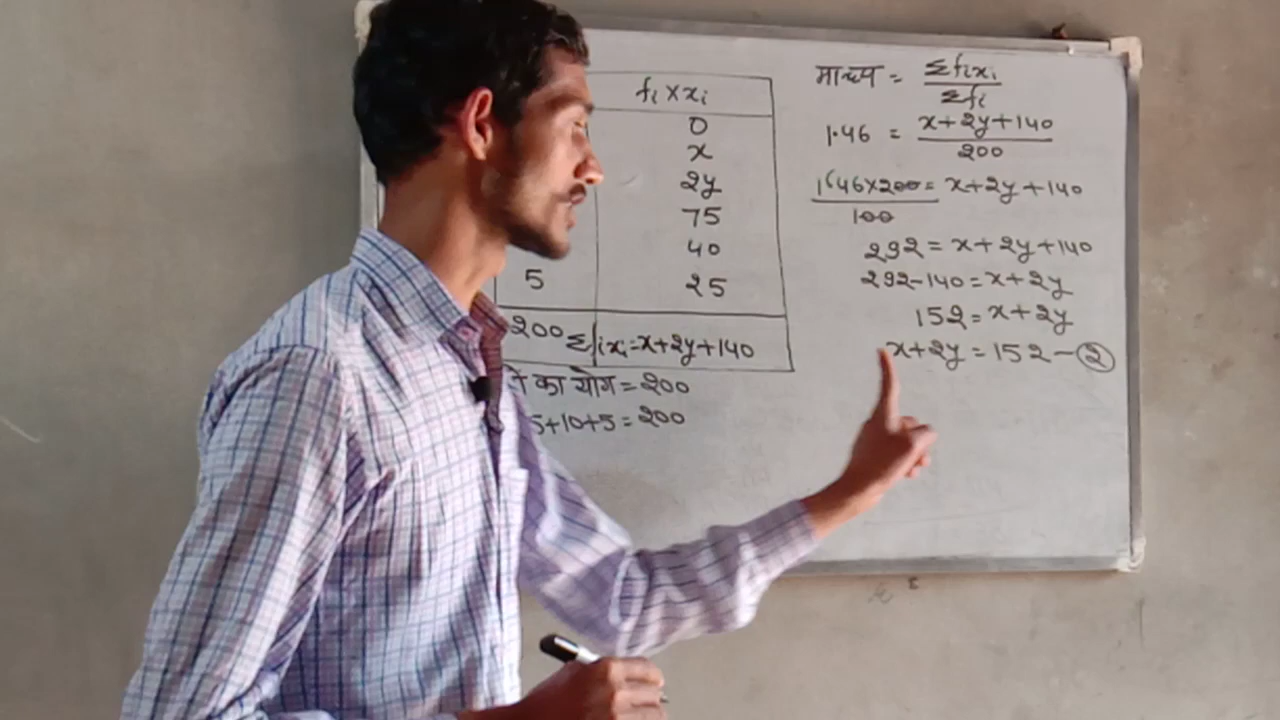 fi×xi
0
x
2y
75
40
5 25
200 Σfixi=x+2y+140
का योग=200
5+10+5=200
माध्य = Σfixi
Σfi
1.46 = x+2y+140
200
146×200 = x+2y+140
100
292=x+2y+140
292-140=x+2y
152=x+2y
x+2y=152-②